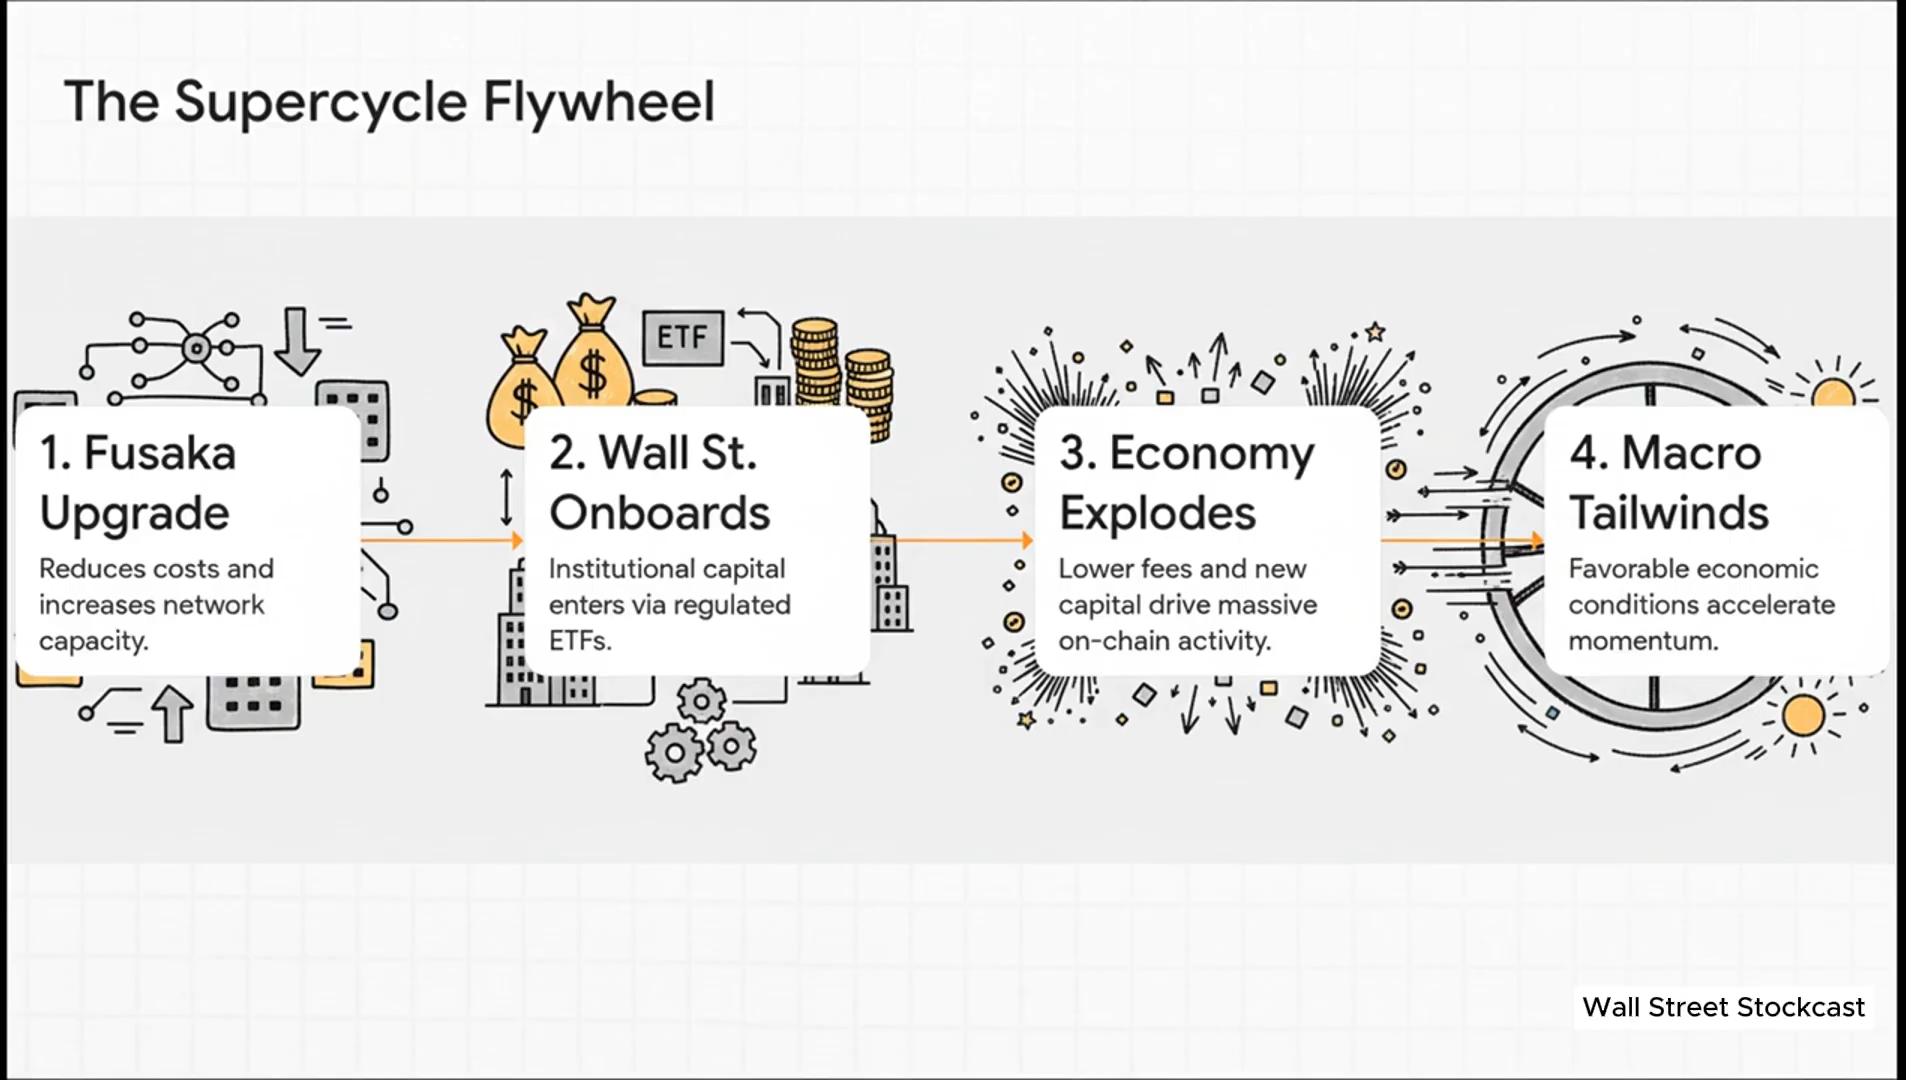 The Supercycle Flywheel
ETF
1. Fusaka
Upgrade
Reduces costs and
increases network
capacity.
2. Wall St.
Onboards
Institutional capital
enters via regulated
ETFs.
3. Economy
Explodes
Lower fees and new
capital drive massive
on-chain activity.
4. Macro
Tailwinds
Favorable economic
conditions accelerate
momentum.
$
$
Wall Street Stockcast